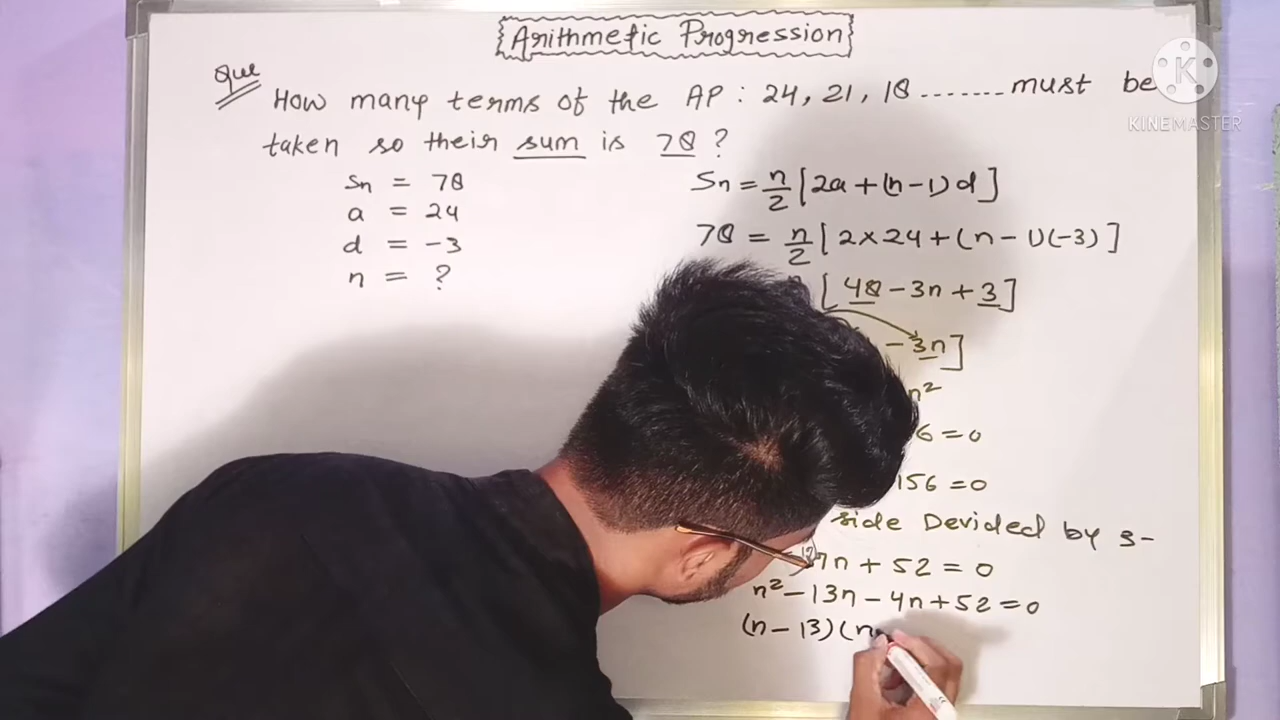 Arithmetic Progression
Que
How many terms of the AP : 24, 21, 18 ....... must be
taken so their sum is 78 ?
Sn = 78
a = 24
d = -3
n = ?
Sn = n/2 [2a + (n-1) d]
78 = n/2 [2×24 + (n-1)(-3)]
[48 - 3n + 3]
- 3n]
n²
6 = 0
156 = 0
side Devided by 3-
17n + 52 = 0
n² - 13n - 4n + 52 = 0
(n - 13) (n
K
KINEMASTER